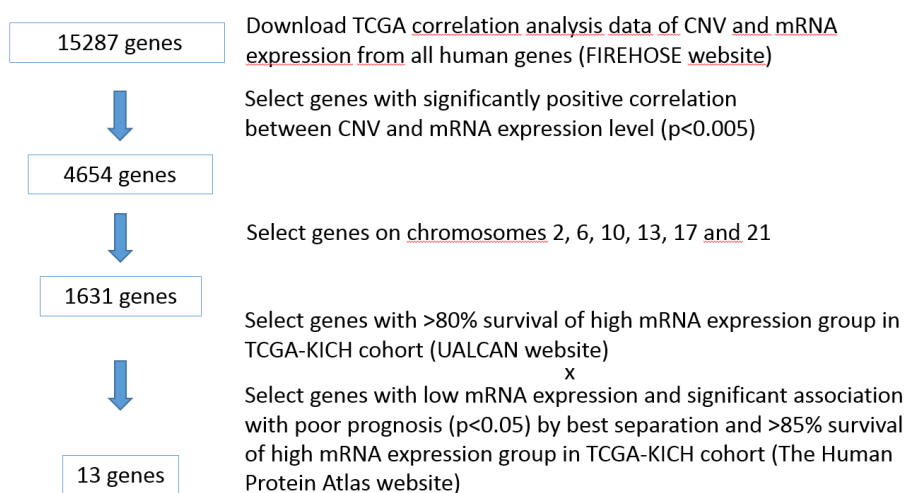 15287 genes
Download TCGA correlation analysis data of CNV and mRNA
expression from all human genes (FIREHOSE website)
Select genes with significantly positive correlation
between CNV and mRNA expression level (p<0.005)
4654 genes
Select genes on chromosomes 2, 6, 10, 13, 17 and 21
1631 genes
Select genes with >80% survival of high mRNA expression group in
TCGA-KICH cohort (UALCAN website)
x
Select genes with low mRNA expression and significant association
with poor prognosis (p<0.05) by best separation and >85% survival
of high mRNA expression group in TCGA-KICH cohort (The Human
Protein Atlas website)
13 genes